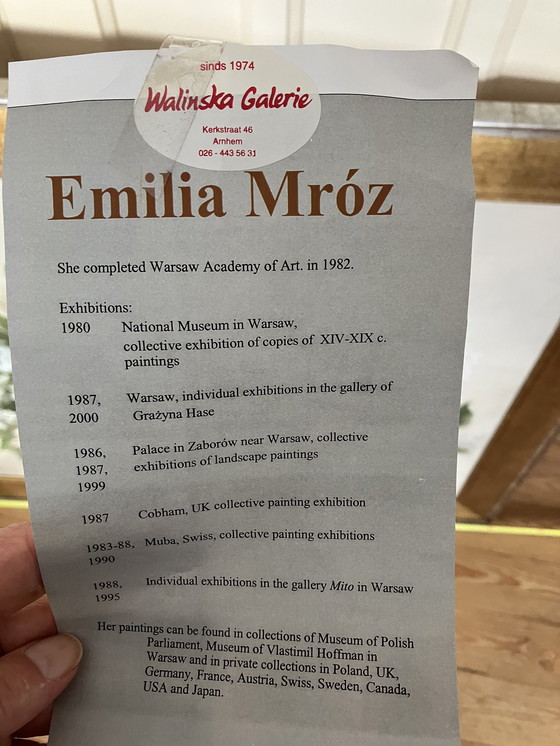 sinds 1974
Walinska Galerie
Kerkstraat 46
Arnhem
026 - 443 56 31
Emilia Mróz
She completed Warsaw Academy of Art. in 1982.
Exhibitions:
1980 National Museum in Warsaw,
collective exhibition of copies of XIV-XIX c.
paintings
1987, Warsaw, individual exhibitions in the gallery of
2000 Grażyna Hase
1986, Palace in Zaborów near Warsaw, collective
1987, exhibitions of landscape paintings
1999
1987 Cobham, UK collective painting exhibition
1983-88, Muba, Swiss, collective painting exhibitions
1990
1988, Individual exhibitions in the gallery Mito in Warsaw
1995
Her paintings can be found in collections of Museum of Polish
Parliament, Museum of Vlastimil Hoffman in
Warsaw and in private collections in Poland, UK,
Germany, France, Austria, Swiss, Sweden, Canada,
USA and Japan.